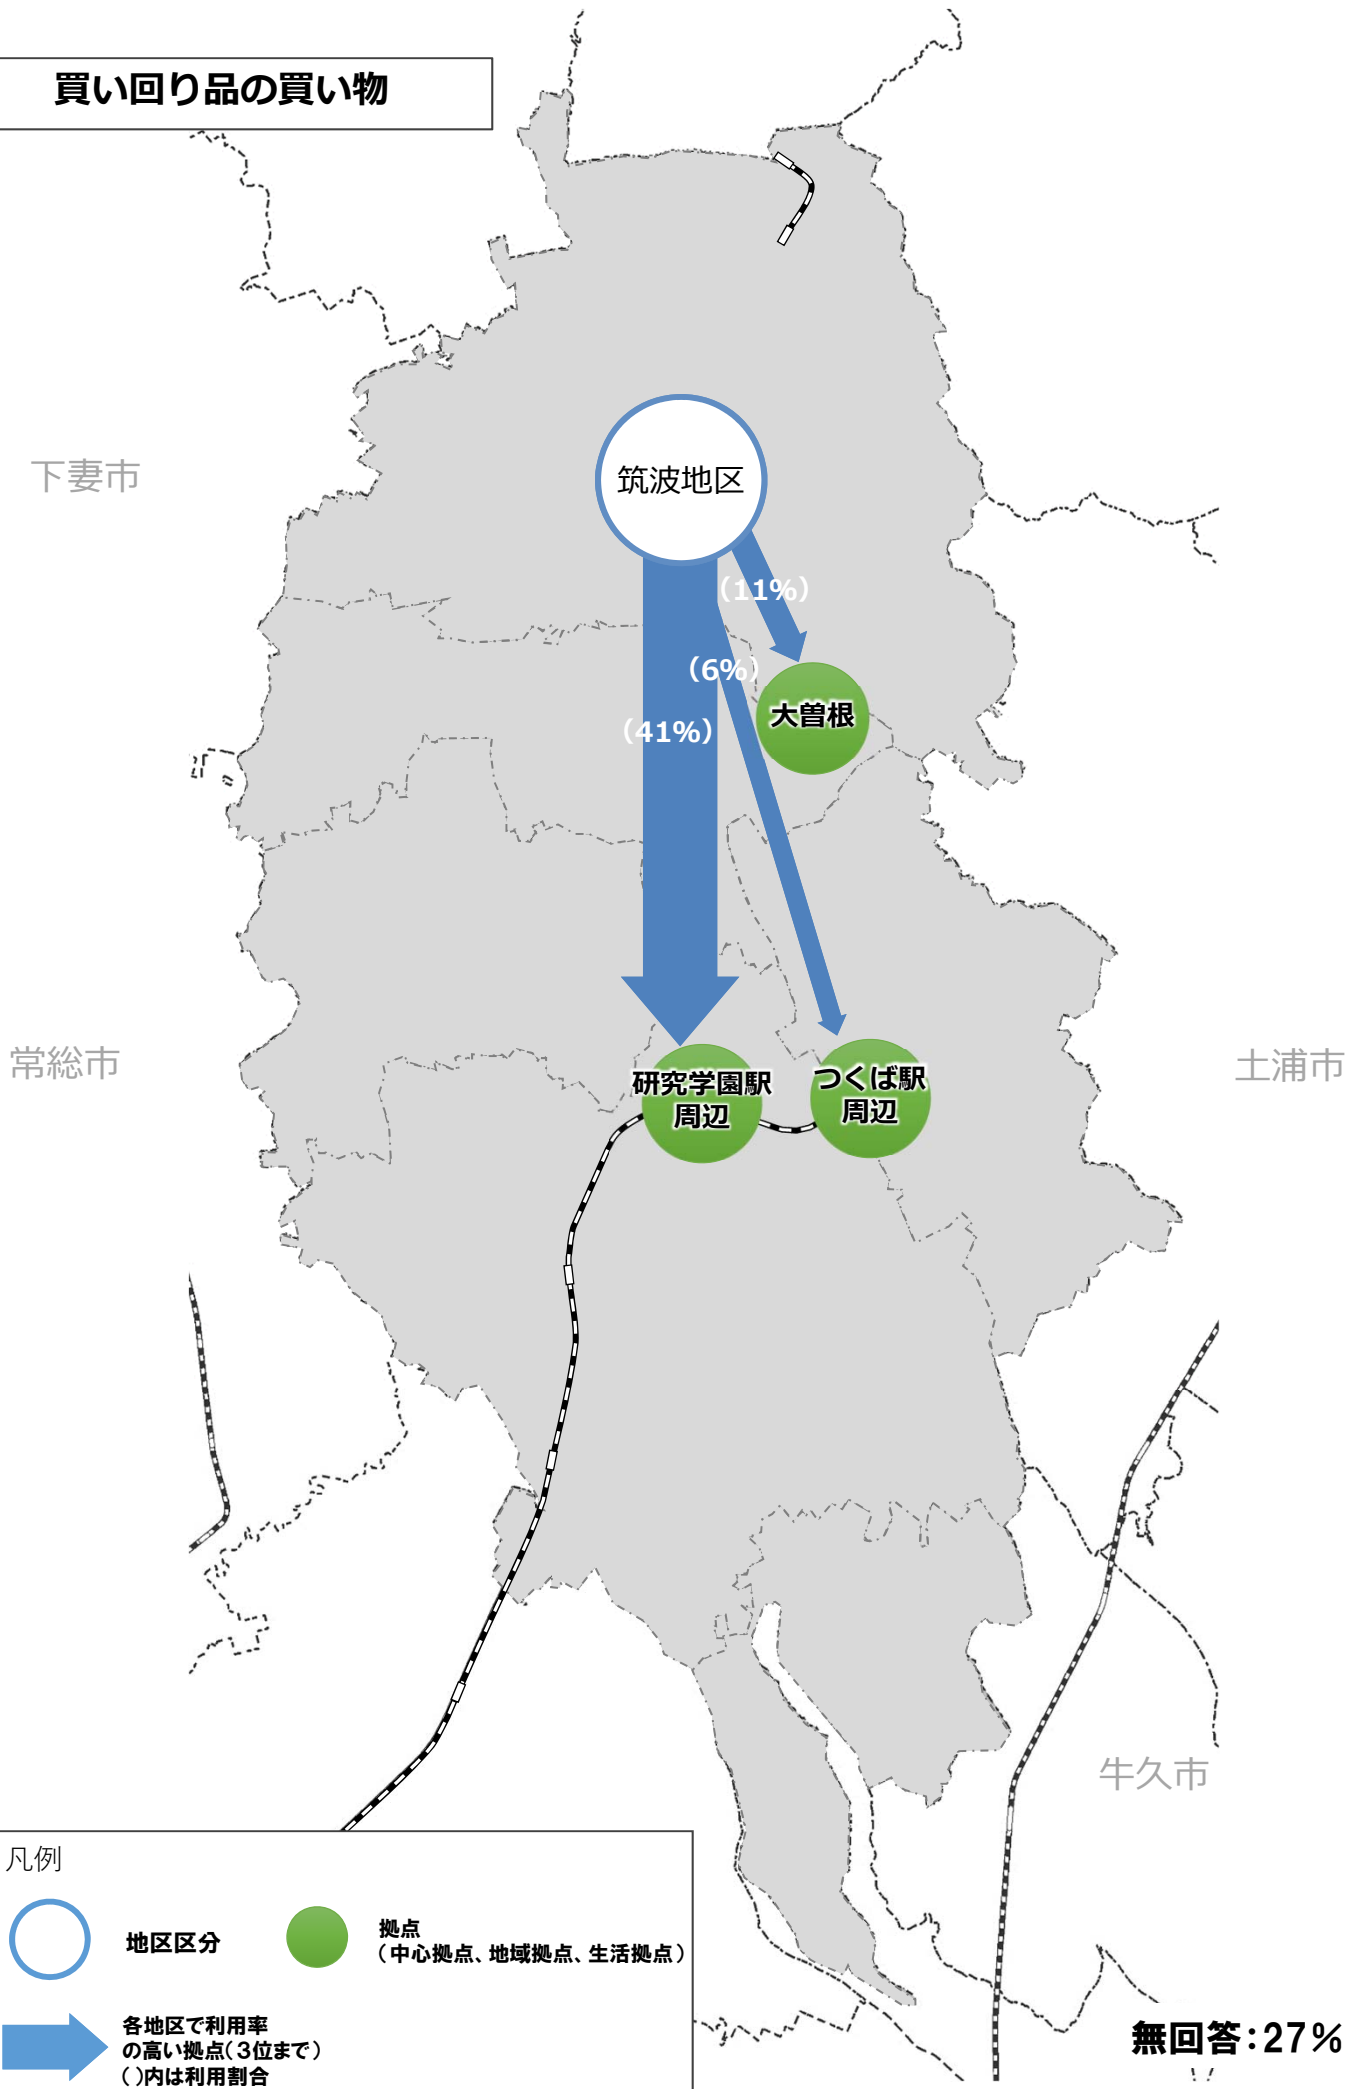 買い回り品の買い物
筑波地区
下妻市
(11%)
(6%)
大曽根
(41%)
常総市
土浦市
研究学園駅
周辺
つくば駅
周辺
牛久市
凡例
地区区分
拠点
(中心拠点、地域拠点、生活拠点)
各地区で利用率
の高い拠点(3位まで)
( )内は利用割合
無回答:27%